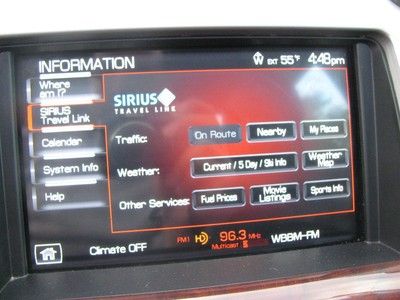 INFORMATION
EXT 55°F 4:48pm
Where am I?
SIRIUS Travel Link
Calendar
System Info
Help
SIRIUS
TRAVEL LINK
Traffic: On Route Nearby My Places
Weather: Current / 5 Day / Ski Info Weather Map
Other Services: Fuel Prices Movie Listings Sports Info
Climate OFF
FM1 HD 96.3 MHz WBBM-FM
Multicast